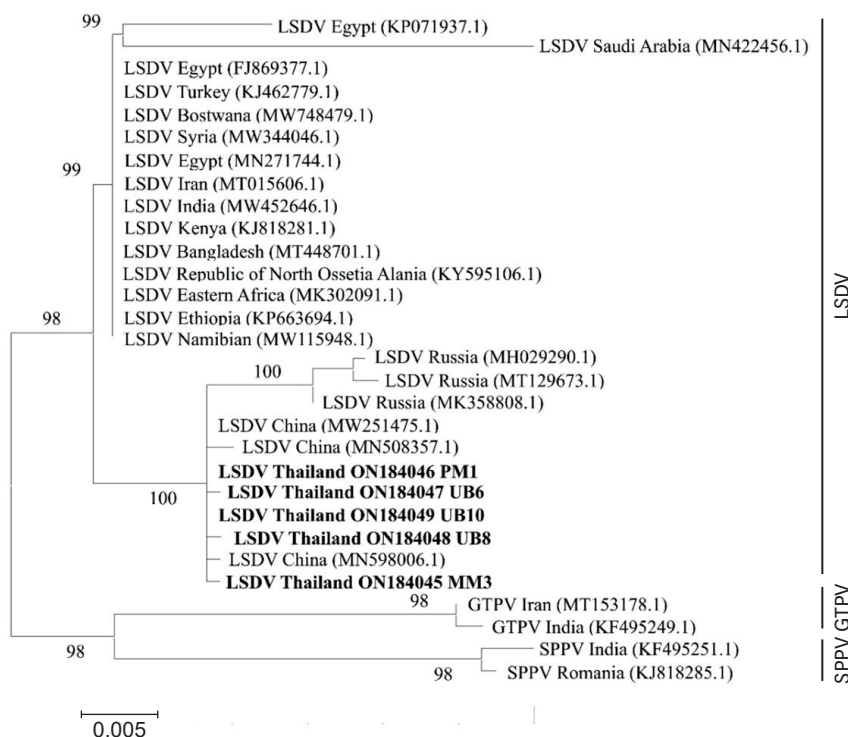 99
LSDV Egypt (KP071937.1)
LSDV Saudi Arabia (MN422456.1)
LSDV Egypt (FJ869377.1)
LSDV Turkey (KJ462779.1)
LSDV Bostwana (MW748479.1)
LSDV Syria (MW344046.1)
LSDV Egypt (MN271744.1)
99
LSDV Iran (MT015606.1)
LSDV India (MW452646.1)
LSDV Kenya (KJ818281.1)
LSDV Bangladesh (MT448701.1)
LSDV Republic of North Ossetia Alania (KY595106.1)
LSDV Eastern Africa (MK302091.1)
LSDV Ethiopia (KP663694.1)
98
LSDV Namibian (MW115948.1)
LSDV Russia (MH029290.1)
100
LSDV Russia (MT129673.1)
LSDV Russia (MK358808.1)
LSDV China (MW251475.1)
LSDV China (MN508357.1)
LSDV Thailand ON184046 PM1
LSDV Thailand ON184047 UB6
100
LSDV Thailand ON184049 UB10
LSDV Thailand ON184048 UB8
LSDV China (MN598006.1)
LSDV Thailand ON184045 MM3
98
GTPV Iran (MT153178.1)
GTPV India (KF495249.1)
98
SPPV India (KF495251.1)
98
SPPV Romania (KJ818285.1)
LSDV
GTPV
SPPV
0.005